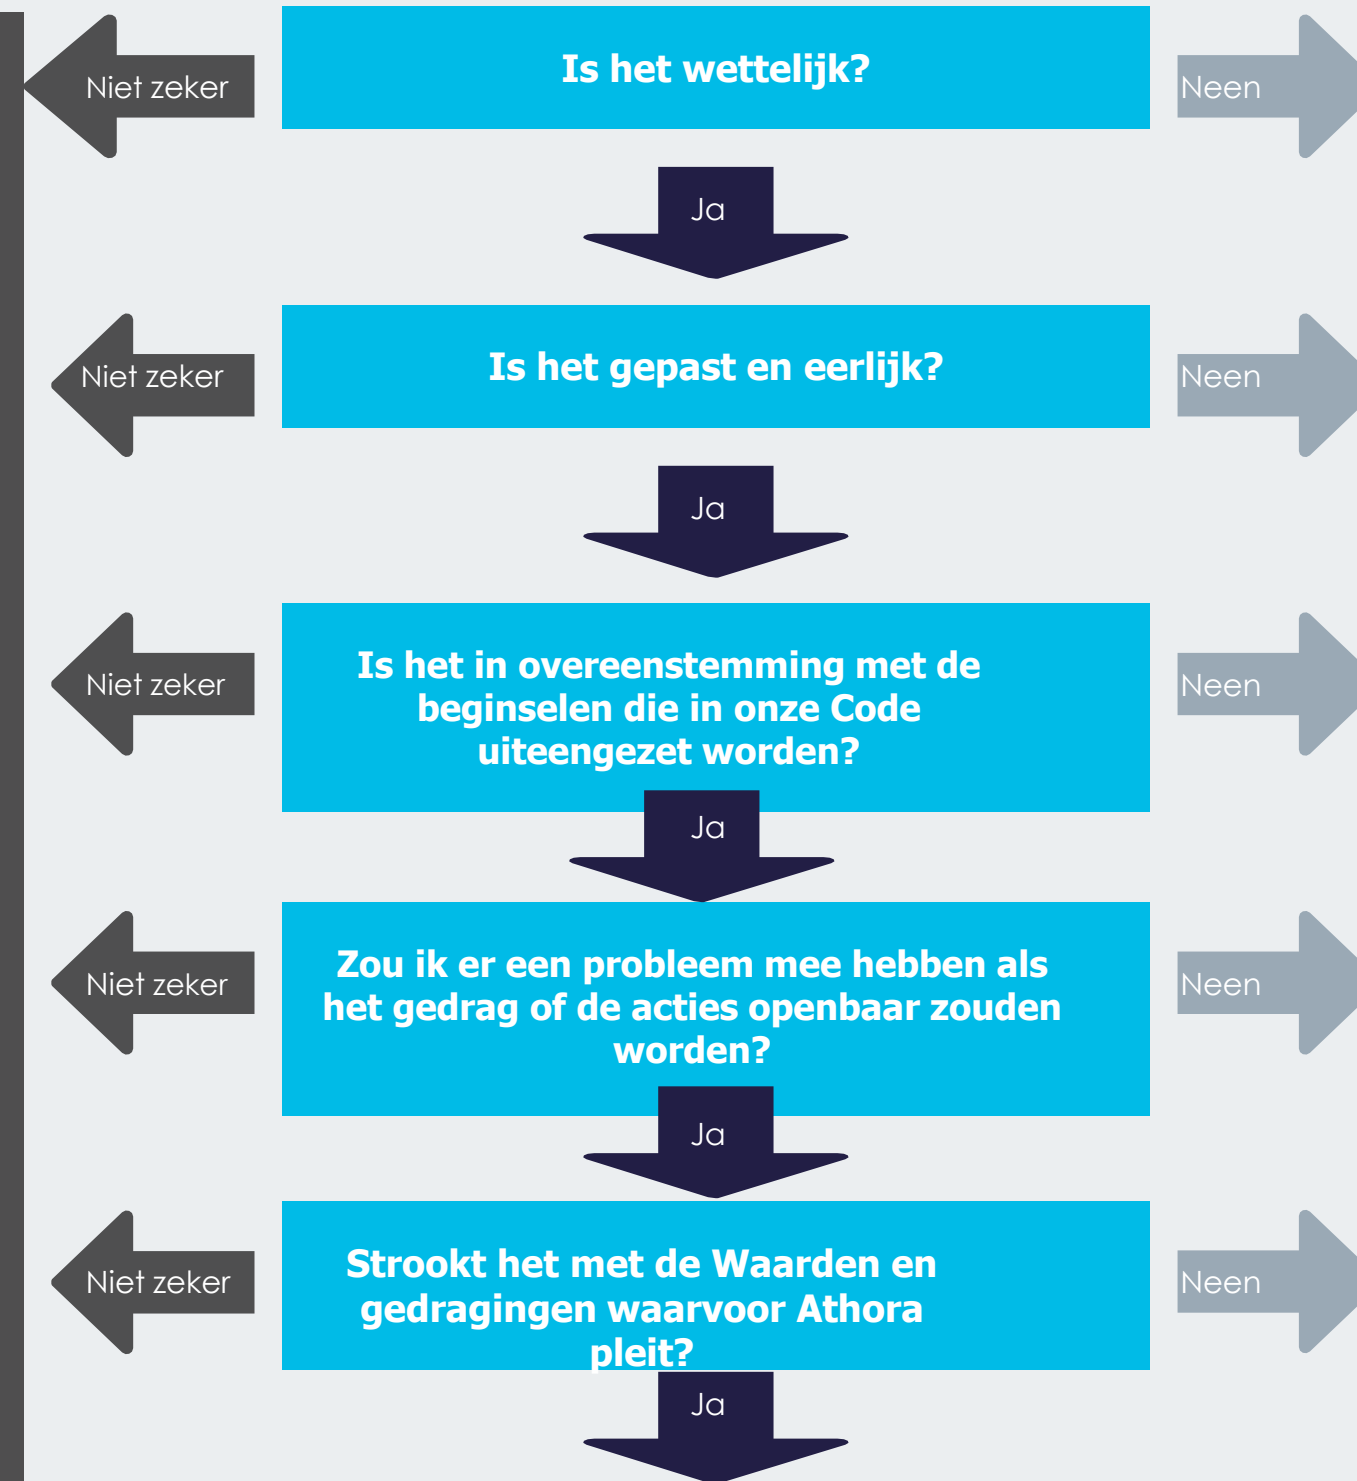 Niet zeker
Is het wettelijk?
Neen
Ja
Niet zeker
Is het gepast en eerlijk?
Neen
Ja
Niet zeker
Is het in overeenstemming met de
beginselen die in onze Code
uiteengezet worden?
Neen
Ja
Niet zeker
Zou ik er een probleem mee hebben als
het gedrag of de acties openbaar zouden
worden?
Neen
Ja
Niet zeker
Strookt het met de Waarden en
gedragingen waarvoor Athora
pleit?
Neen
Ja